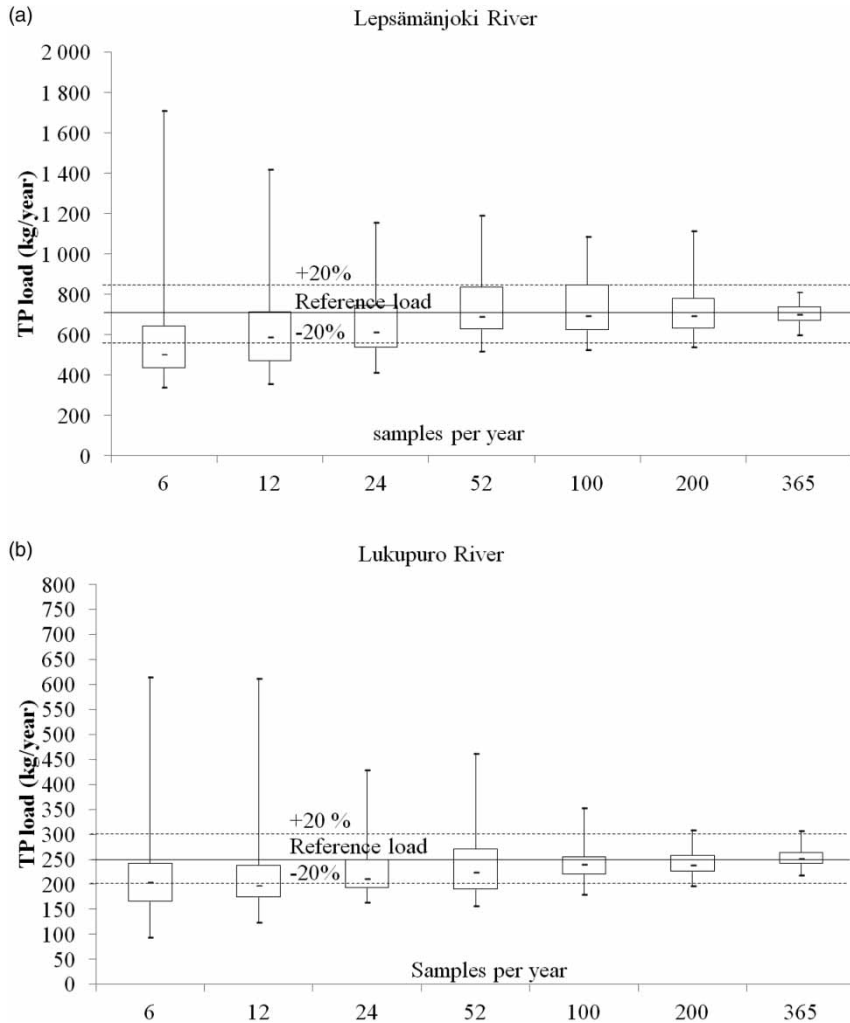 (a)
Lepsämänjoki River
TP load (kg/year)
2 000
1 800
1 600
1 400
1 200
1 000
800
600
400
200
0
+20%
Reference load
-20%
samples per year
6 12 24 52 100 200 365
(b)
Lukupuro River
TP load (kg/year)
800
750
700
650
600
550
500
450
400
350
300
250
200
150
100
50
0
+20 %
Reference load
-20%
Samples per year
6 12 24 52 100 200 365